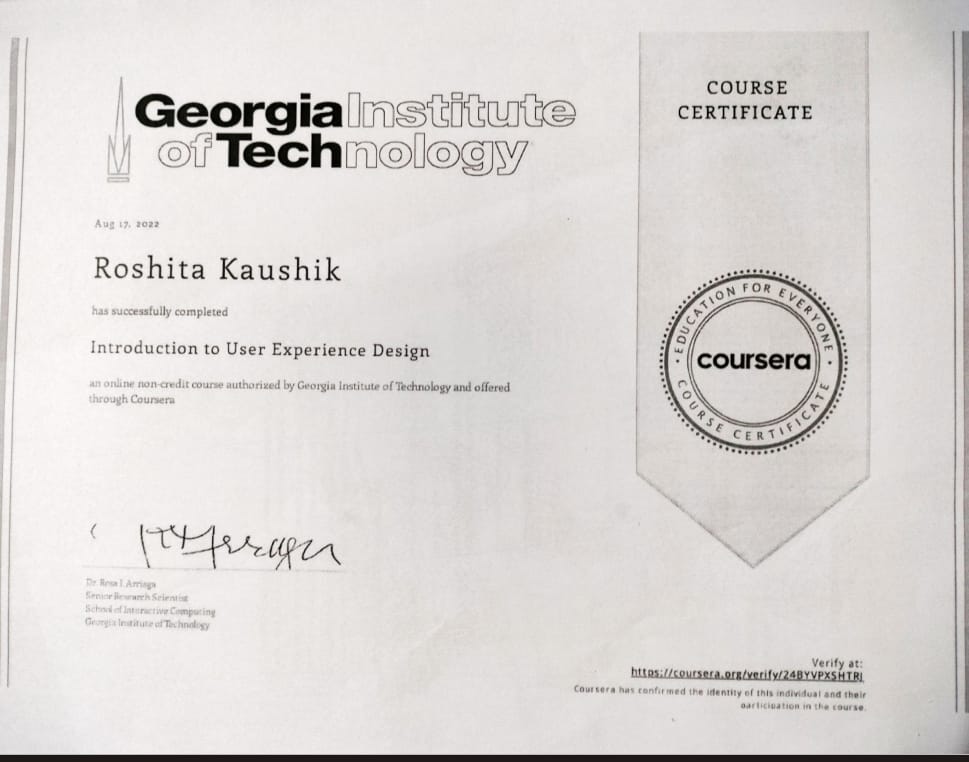 Georgia Institute
of Technology
Aug 17, 2022
Roshita Kaushik
has successfully completed
Introduction to User Experience Design
an online non-credit course authorized by Georgia Institute of Technology and offered
through Coursera
Dr. Rosa I. Arriaga
Senior Research Scientist
School of Interactive Computing
Georgia Institute of Technology
COURSE
CERTIFICATE
EDUCATION FOR EVERYONE
coursera
COURSE CERTIFICATE
Verify at:
https://coursera.org/verify/24BYVPXSHTRJ
Coursera has confirmed the identity of this individual and their
participation in the course.